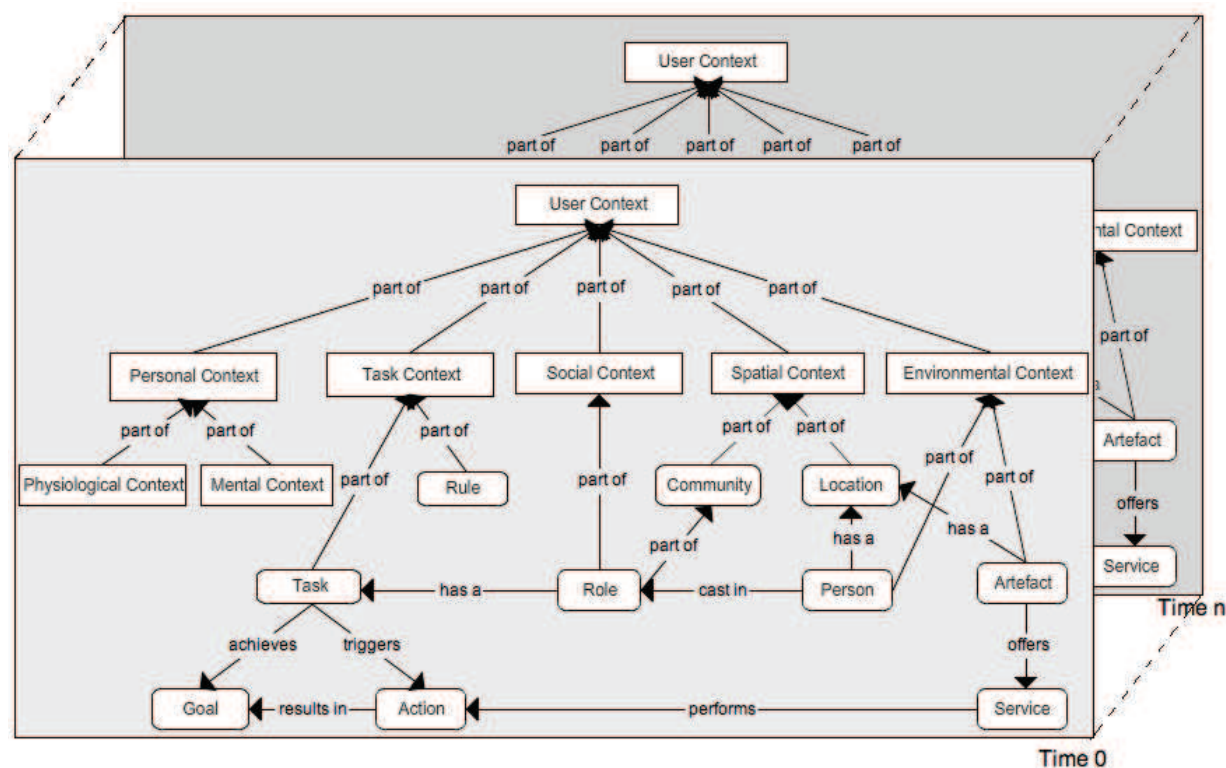 User Context
part of part of part of part of part of
User Context
ntal Context
part of part of part of part of part of
part of
Personal Context Task Context Social Context Spatial Context Environmental Context
a
part of part of part of part of part of
Artefact
part of
Physiological Context Mental Context Rule Community Location
part of part of part of
offers
has a
part of has a
Service
Task has a Role cast in Person Artefact
Time n
achieves triggers offers
Goal results in Action performs Service
Time 0